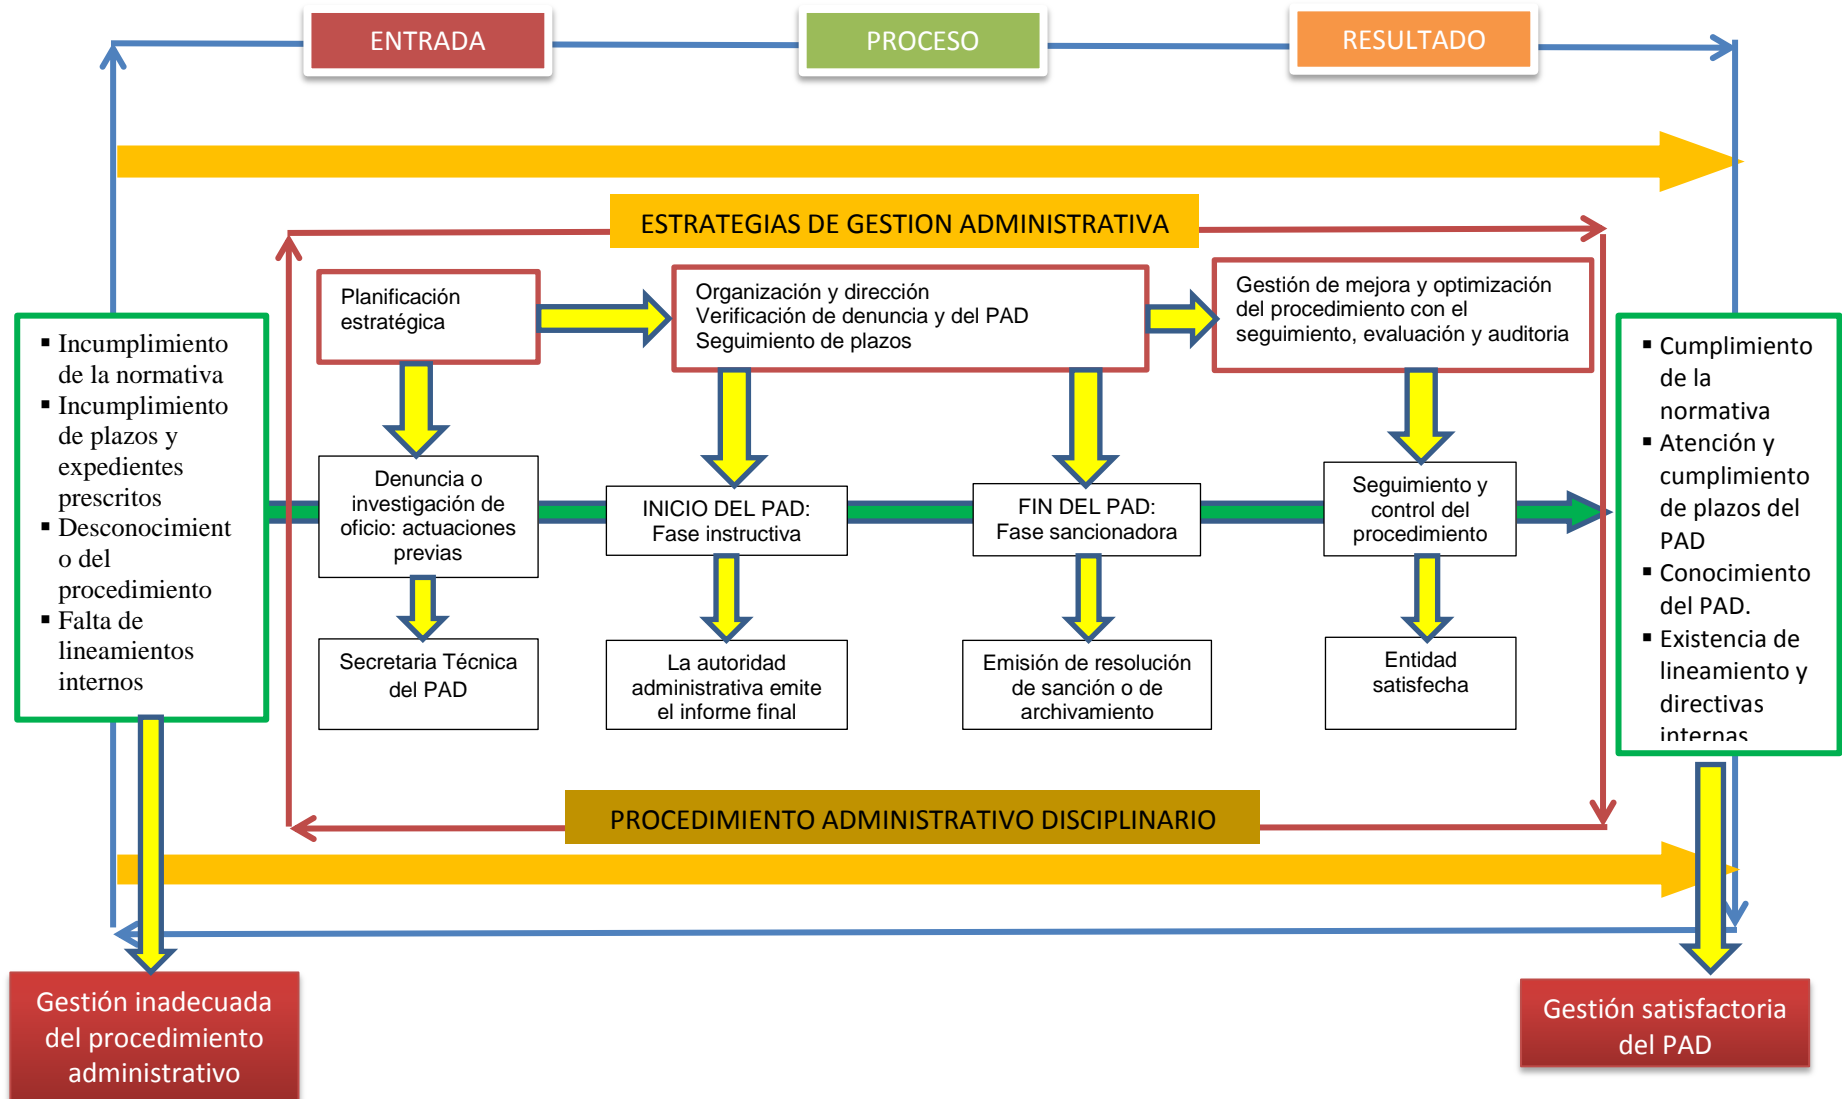 ENTRADA
PROCESO
RESULTADO
ESTRATEGIAS DE GESTION ADMINISTRATIVA
Planificación
estratégica
Organización y dirección
Verificación de denuncia y del PAD
Seguimiento de plazos
Gestión de mejora y optimización
del procedimiento con el
seguimiento, evaluación y auditoria
▪ Incumplimiento
de la normativa
▪ Incumplimiento
de plazos y
expedientes
prescritos
▪ Desconocimient
o del
procedimiento
▪ Falta de
lineamientos
internos
Denuncia o
investigación de
oficio: actuaciones
previas
INICIO DEL PAD:
Fase instructiva
FIN DEL PAD:
Fase sancionadora
Seguimiento y
control del
procedimiento
Secretaria Técnica
del PAD
La autoridad
administrativa emite
el informe final
Emisión de resolución
de sanción o de
archivamiento
Entidad
satisfecha
▪ Cumplimiento
de la
normativa
▪ Atención y
cumplimiento
de plazos del
PAD
▪ Conocimiento
del PAD.
▪ Existencia de
lineamiento y
directivas
internas
PROCEDIMIENTO ADMINISTRATIVO DISCIPLINARIO
Gestión inadecuada
del procedimiento
administrativo
Gestión satisfactoria
del PAD